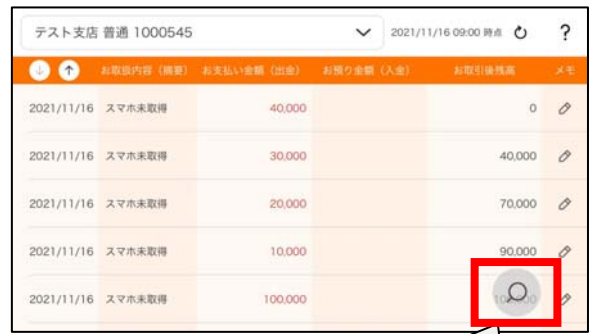 テスト支店 普通 1000545 2021/11/16 09:00 時点 ?
お取扱内容（摘要） お支払い金額（出金） お預り金額（入金） お取引後残高 メモ
2021/11/16 スマホ未取得 40,000 0
2021/11/16 スマホ未取得 30,000 40,000
2021/11/16 スマホ未取得 20,000 70,000
2021/11/16 スマホ未取得 10,000 90,000
2021/11/16 スマホ未取得 100,000